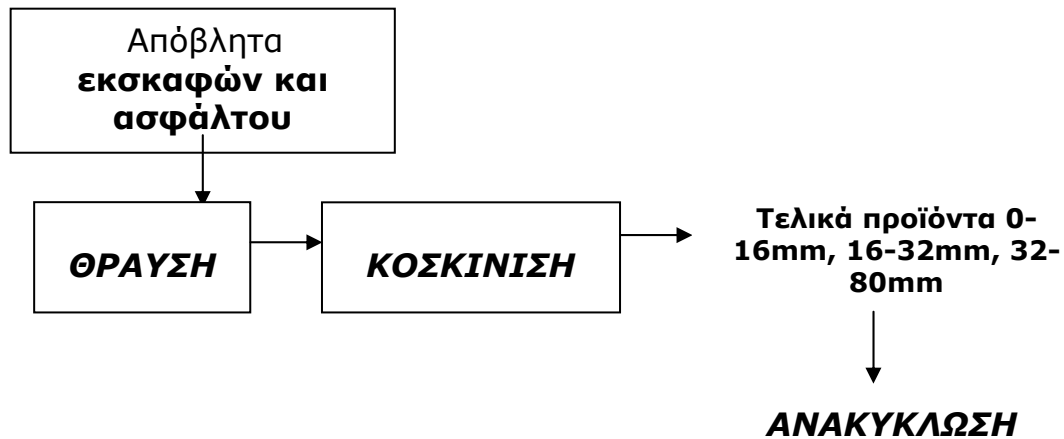 Απόβλητα
εκσκαφών και
ασφάλτου
ΘΡΑΥΣΗ
ΚΟΣΚΙΝΙΣΗ
Τελικά προϊόντα 0-
16mm, 16-32mm, 32-
80mm
ΑΝΑΚΥΚΛΩΣΗ